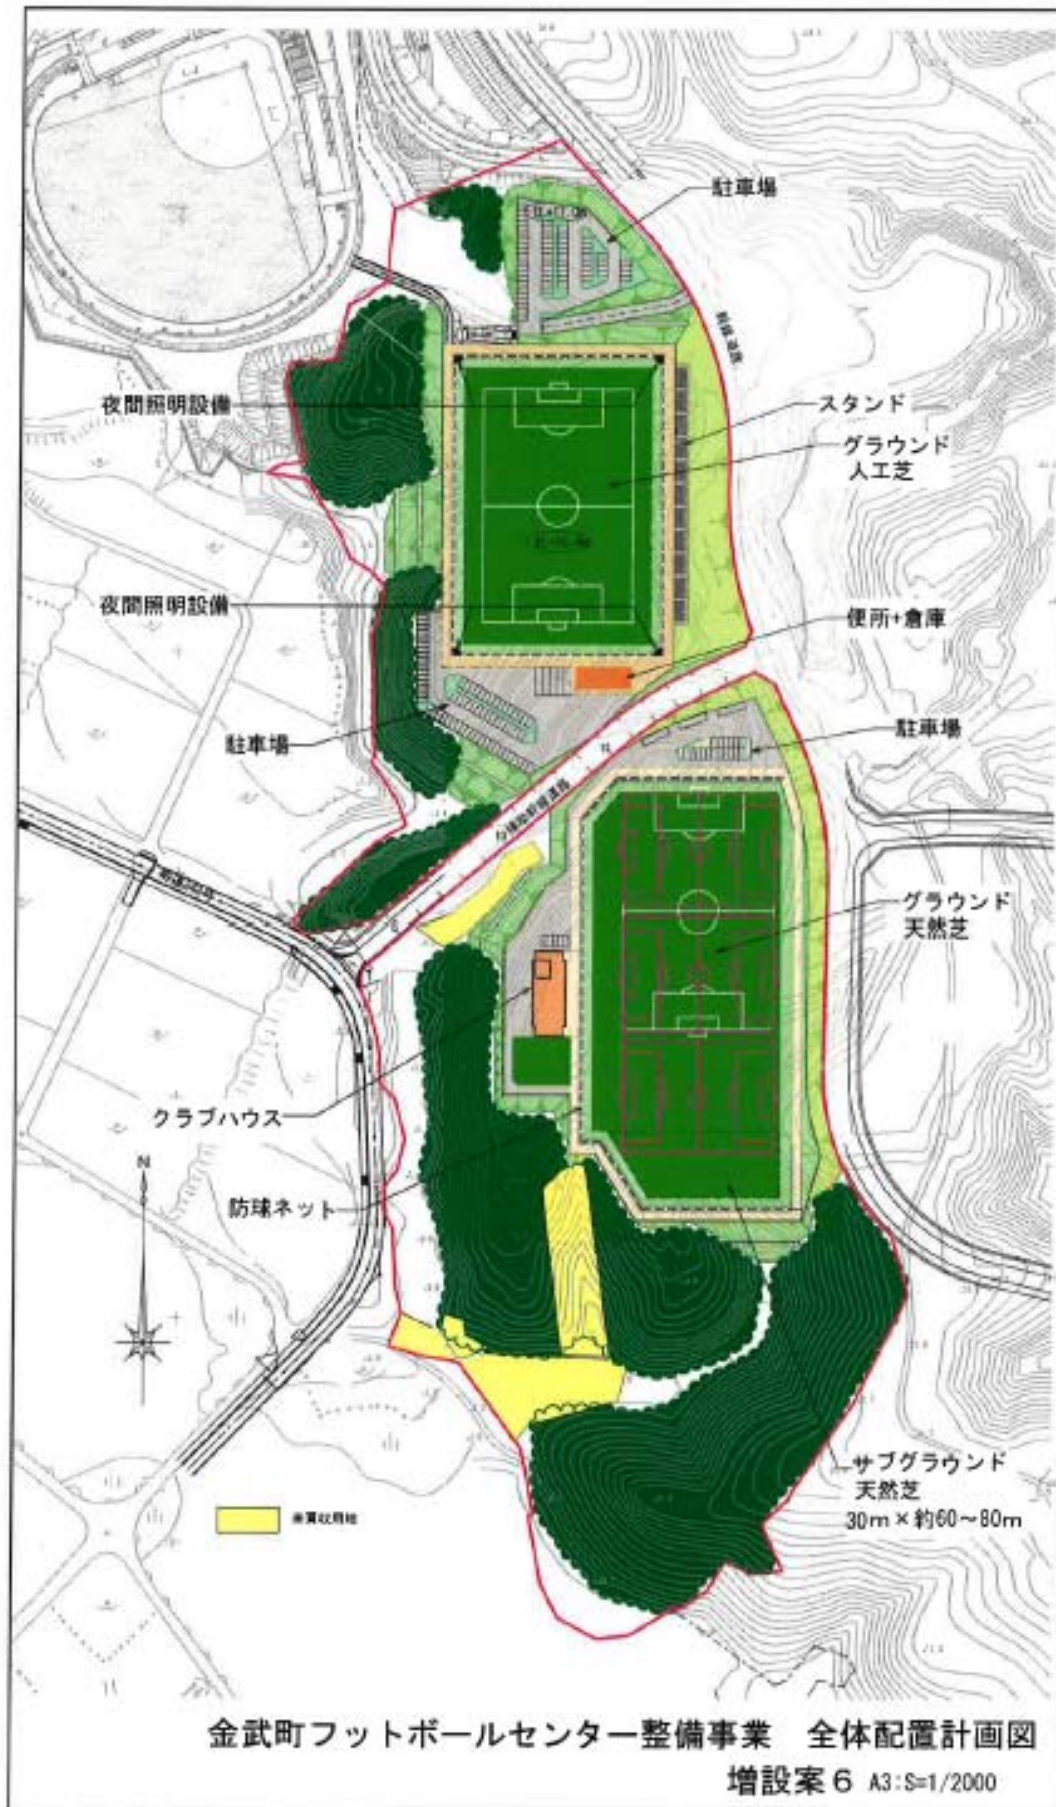 駐車場
夜間照明設備
スタンド
グラウンド
人工芝
夜間照明設備
便所+倉庫
駐車場
駐車場
グラウンド
天然芝
クラブハウス
N
防球ネット
サブグラウンド
天然芝
30m×約60~80m
未買収用地
金武町フットボールセンター整備事業 全体配置計画図
増設案6 A3:S=1/2000